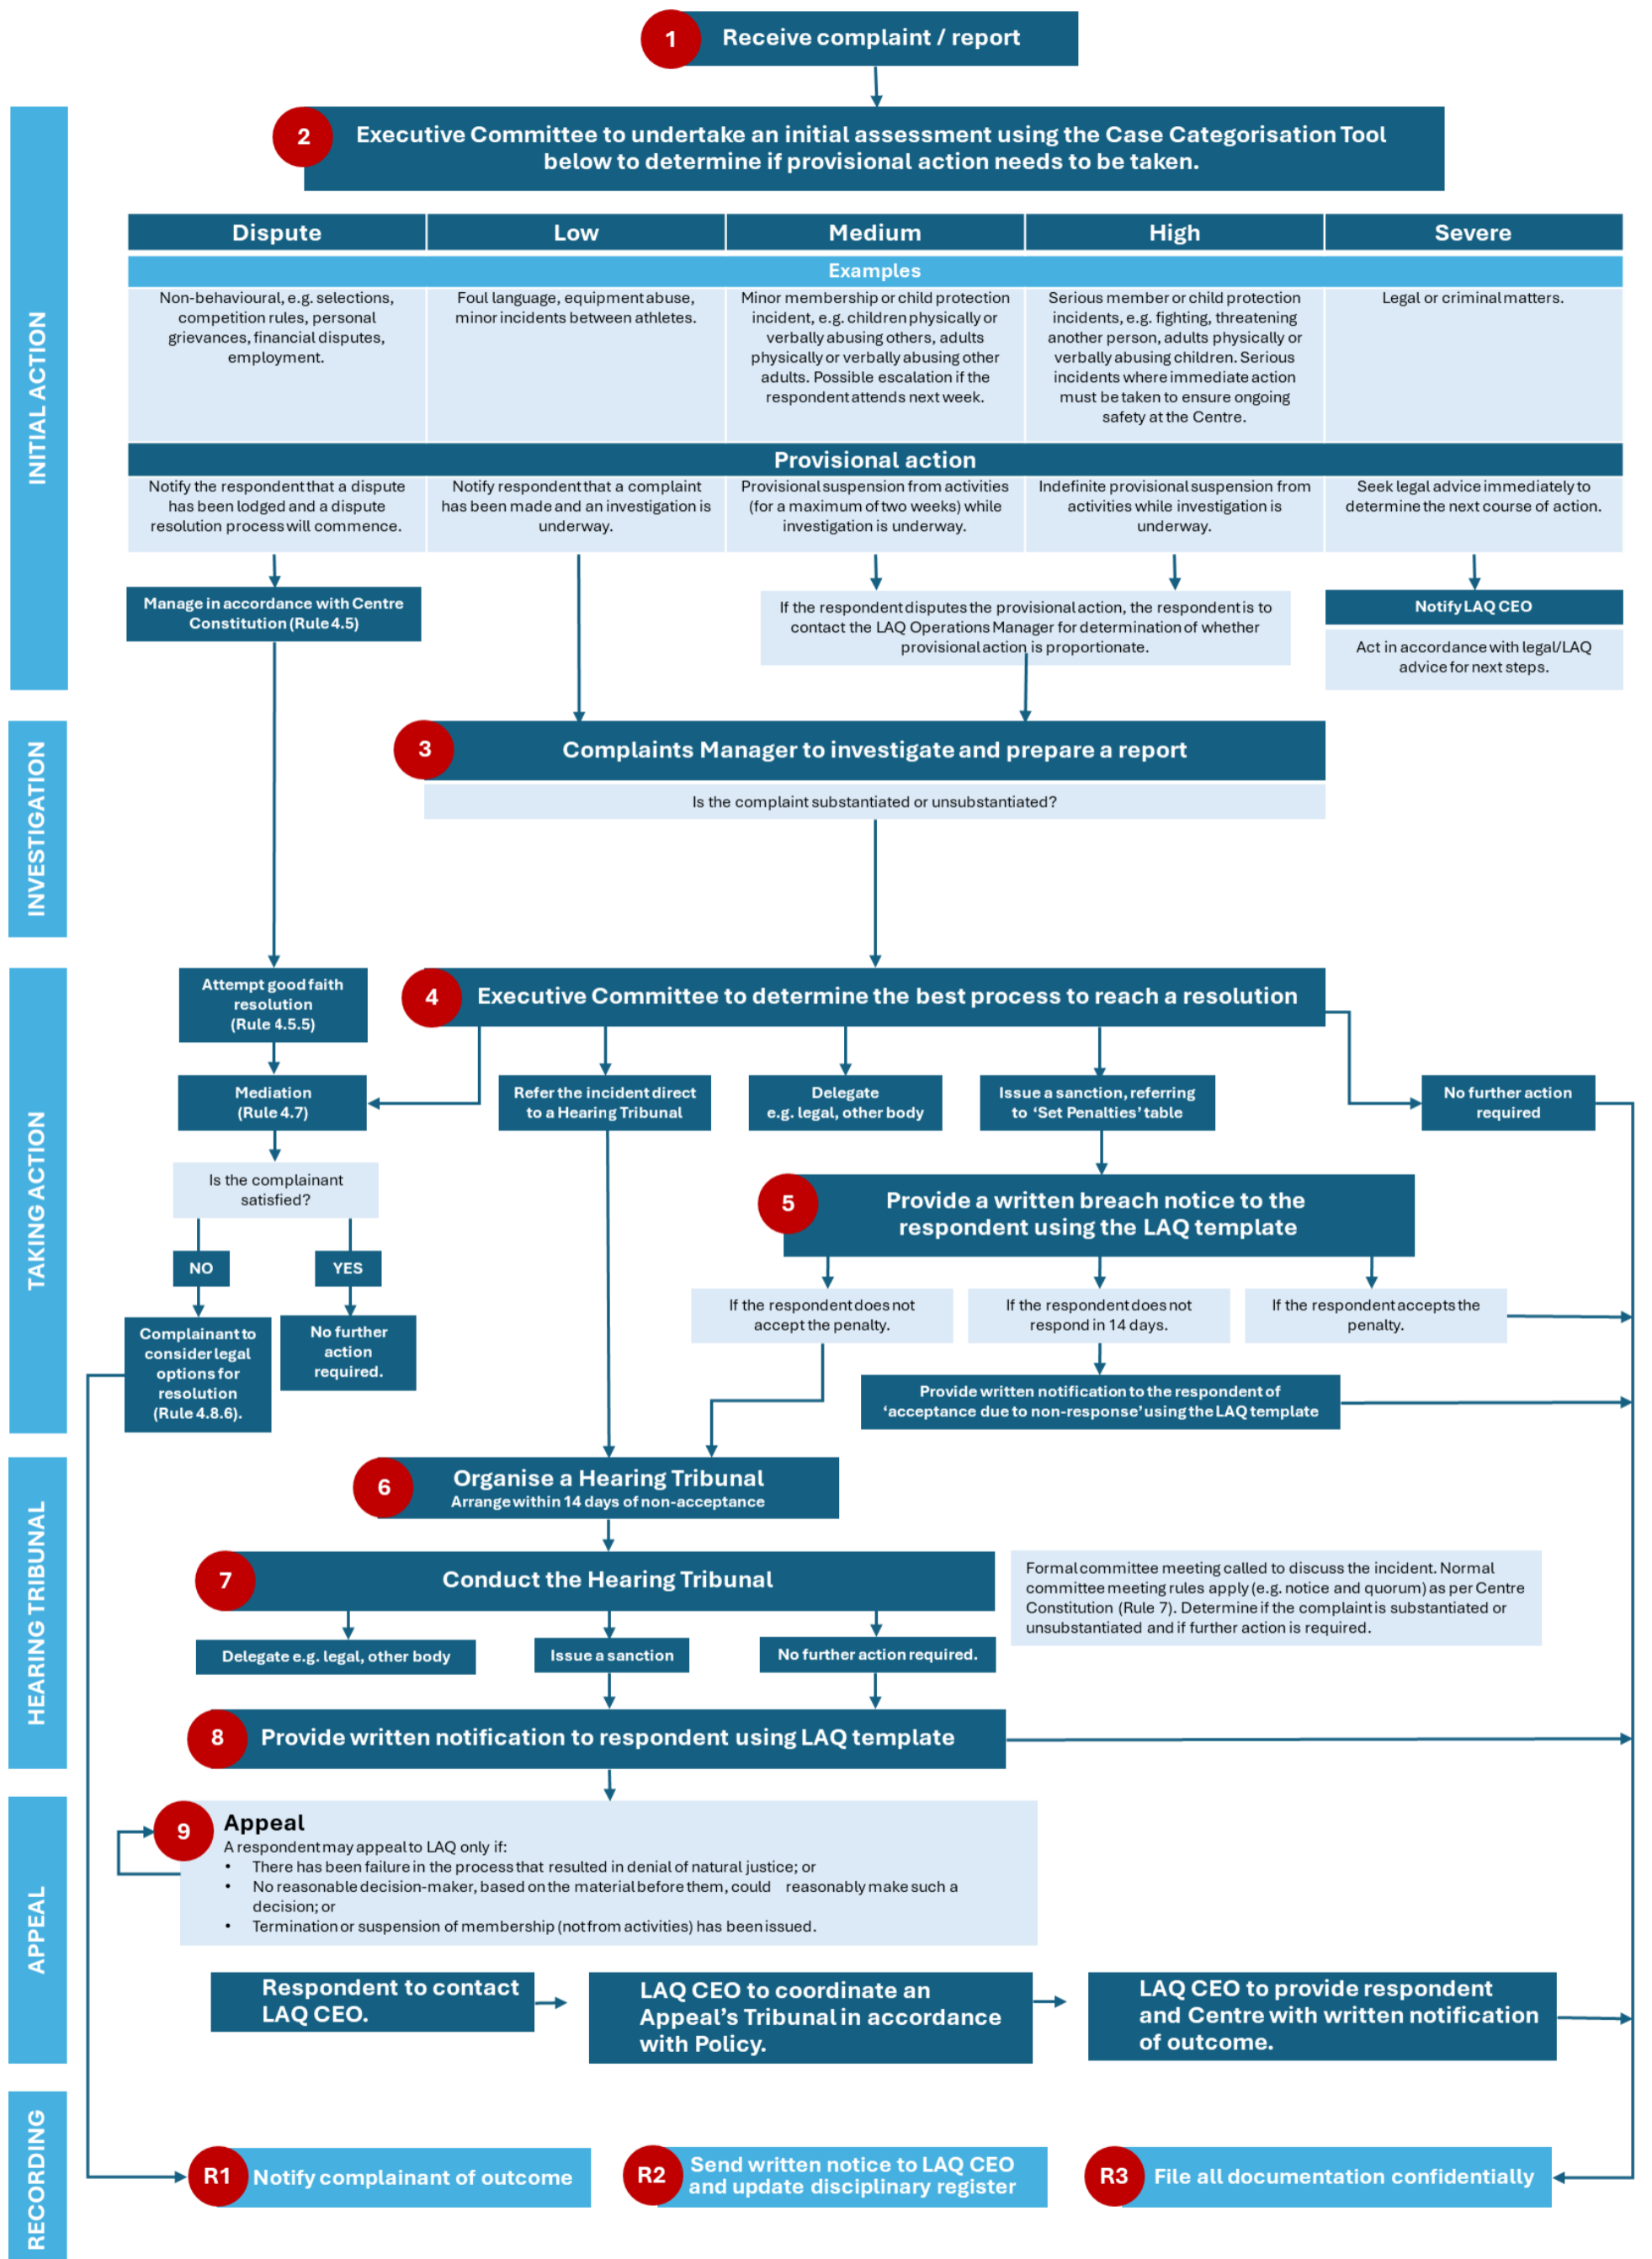 1 Receive complaint / report
INITIAL ACTION
2 Executive Committee to undertake an initial assessment using the Case Categorisation Tool
below to determine if provisional action needs to be taken.
Dispute
Low
Medium
High
Severe
Examples
Non-behavioural, e.g. selections,
competition rules, personal
grievances, financial disputes,
employment.
Foul language, equipment abuse,
minor incidents between athletes.
Minor membership or child protection
incident, e.g. children physically or
verbally abusing others, adults
physically or verbally abusing other
adults. Possible escalation if the
respondent attends next week.
Serious member or child protection
incidents, e.g. fighting, threatening
another person, adults physically or
verbally abusing children. Serious
incidents where immediate action
must be taken to ensure ongoing
safety at the Centre.
Legal or criminal matters.
Provisional action
Notify the respondent that a dispute
has been lodged and a dispute
resolution process will commence.
Notify respondent that a complaint
has been made and an investigation is
underway.
Provisional suspension from activities
(for a maximum of two weeks) while
investigation is underway.
Indefinite provisional suspension from
activities while investigation is
underway.
Seek legal advice immediately to
determine the next course of action.
Manage in accordance with Centre
Constitution (Rule 4.5)
If the respondent disputes the provisional action, the respondent is to
contact the LAQ Operations Manager for determination of whether
provisional action is proportionate.
Notify LAQ CEO
Act in accordance with legal/LAQ
advice for next steps.
INVESTIGATION
3 Complaints Manager to investigate and prepare a report
Is the complaint substantiated or unsubstantiated?
TAKING ACTION
Attempt good faith
resolution
(Rule 4.5.5)
4 Executive Committee to determine the best process to reach a resolution
Mediation
(Rule 4.7)
Refer the incident direct
to a Hearing Tribunal
Delegate
e.g. legal, other body
Issue a sanction, referring
to ‘Set Penalties’ table
No further action
required
Is the complainant
satisfied?
NO
YES
Complainant to
consider legal
options for
resolution
(Rule 4.8.6).
No further
action
required.
5 Provide a written breach notice to the
respondent using the LAQ template
If the respondent does not
accept the penalty.
If the respondent does not
respond in 14 days.
If the respondent accepts the
penalty.
Provide written notification to the respondent of
‘acceptance due to non-response’ using the LAQ template
HEARING TRIBUNAL
6 Organise a Hearing Tribunal
Arrange within 14 days of non-acceptance
7 Conduct the Hearing Tribunal
Formal committee meeting called to discuss the incident. Normal
committee meeting rules apply (e.g. notice and quorum) as per Centre
Constitution (Rule 7). Determine if the complaint is substantiated or
unsubstantiated and if further action is required.
Delegate e.g. legal, other body
Issue a sanction
No further action required.
8 Provide written notification to respondent using LAQ template
APPEAL
9 Appeal
A respondent may appeal to LAQ only if:
• There has been failure in the process that resulted in denial of natural justice; or
• No reasonable decision-maker, based on the material before them, could reasonably make such a
decision; or
• Termination or suspension of membership (not from activities) has been issued.
Respondent to contact
LAQ CEO.
LAQ CEO to coordinate an
Appeal’s Tribunal in accordance
with Policy.
LAQ CEO to provide respondent
and Centre with written notification
of outcome.
RECORDING
R1 Notify complainant of outcome
R2 Send written notice to LAQ CEO
and update disciplinary register
R3 File all documentation confidentially